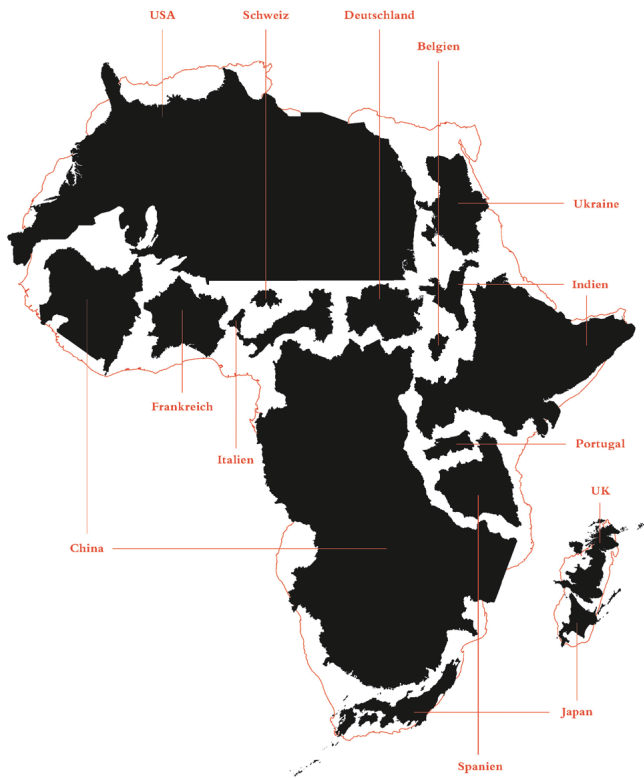 USA
Schweiz
Deutschland
Belgien
Ukraine
Indien
Frankreich
Italien
Portugal
UK
China
Japan
Spanien